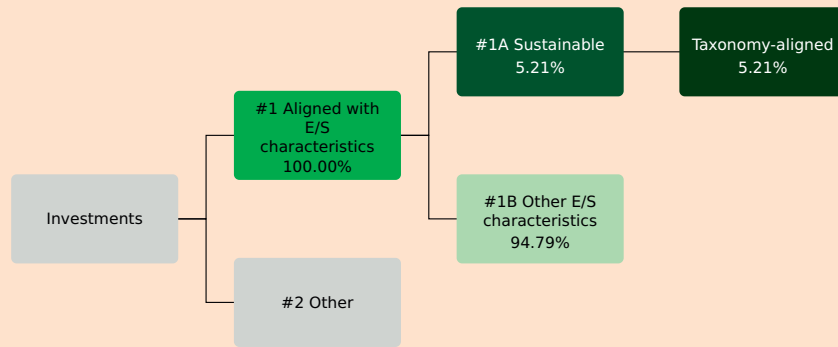 #1A Sustainable
5.21%
Taxonomy-aligned
5.21%
#1 Aligned with
E/S
characteristics
100.00%
Investments
#1B Other E/S
characteristics
94.79%
#2 Other